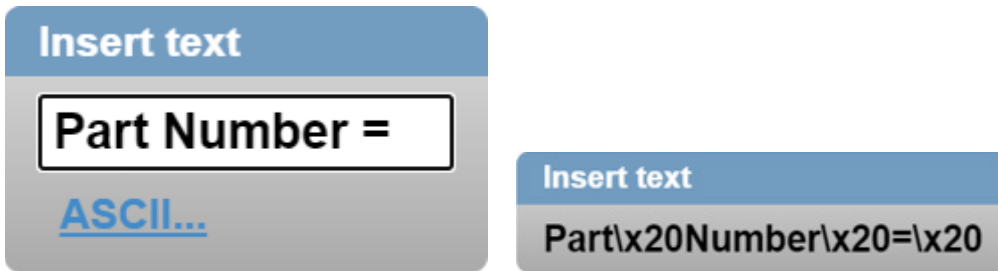 Insert text
Part Number =
ASCII...
Insert text
Part\x20Number\x20=\x20